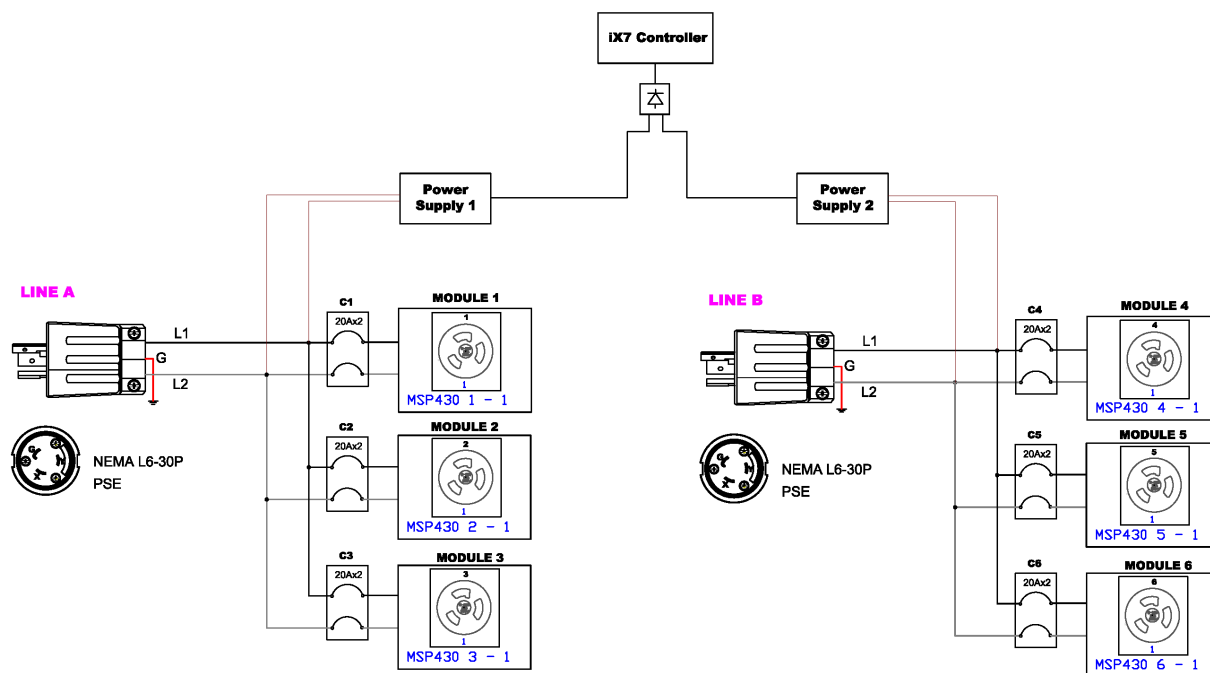 iX7 Controller
Power
Supply 1
Power
Supply 2
LINE A
L1
G
L2
NEMA L6-30P
PSE
C1
20Ax2
MODULE 1
1
1
MSP430 1 - 1
C2
20Ax2
MODULE 2
2
1
MSP430 2 - 1
C3
20Ax2
MODULE 3
3
1
MSP430 3 - 1
LINE B
L1
G
L2
NEMA L6-30P
PSE
C4
20Ax2
MODULE 4
4
1
MSP430 4 - 1
C5
20Ax2
MODULE 5
5
1
MSP430 5 - 1
C6
20Ax2
MODULE 6
6
1
MSP430 6 - 1